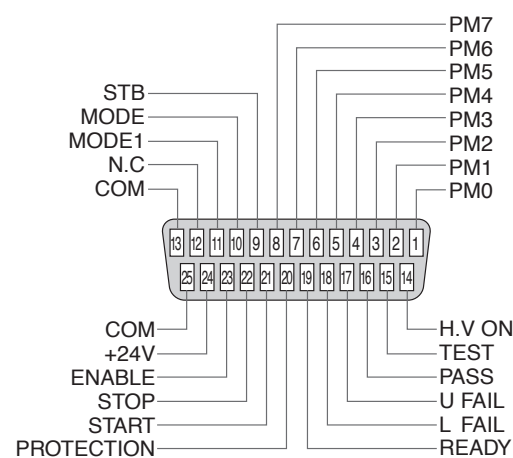 PM7
PM6
PM5
PM4
PM3
PM2
PM1
PM0
STB
MODE
MODE1
N.C
COM
13 12 11 10 9 8 7 6 5 4 3 2 1
25 24 23 22 21 20 19 18 17 16 15 14
COM
+24V
ENABLE
STOP
START
PROTECTION
H.V ON
TEST
PASS
U FAIL
L FAIL
READY